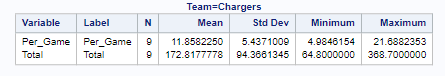 Team=Chargers
Variable Label N Mean Std Dev Minimum Maximum
Per_Game Per_Game 9 11.8582250 5.4371009 4.9846154 21.6882353
Total Total 9 172.8177778 94.3661345 64.8000000 368.7000000